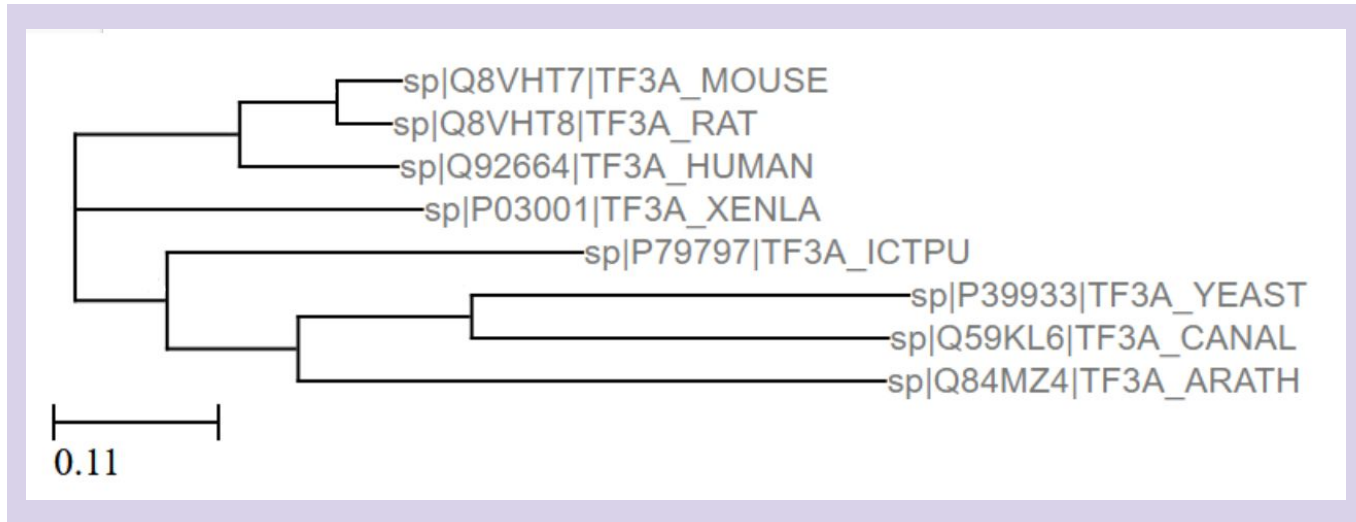 sp|Q8VHT7|TF3A_MOUSE
sp|Q8VHT8|TF3A_RAT
sp|Q92664|TF3A_HUMAN
sp|P03001|TF3A_XENLA
sp|P79797|TF3A_ICTPU
sp|P39933|TF3A_YEAST
sp|Q59KL6|TF3A_CANAL
sp|Q84MZ4|TF3A_ARATH
0.11